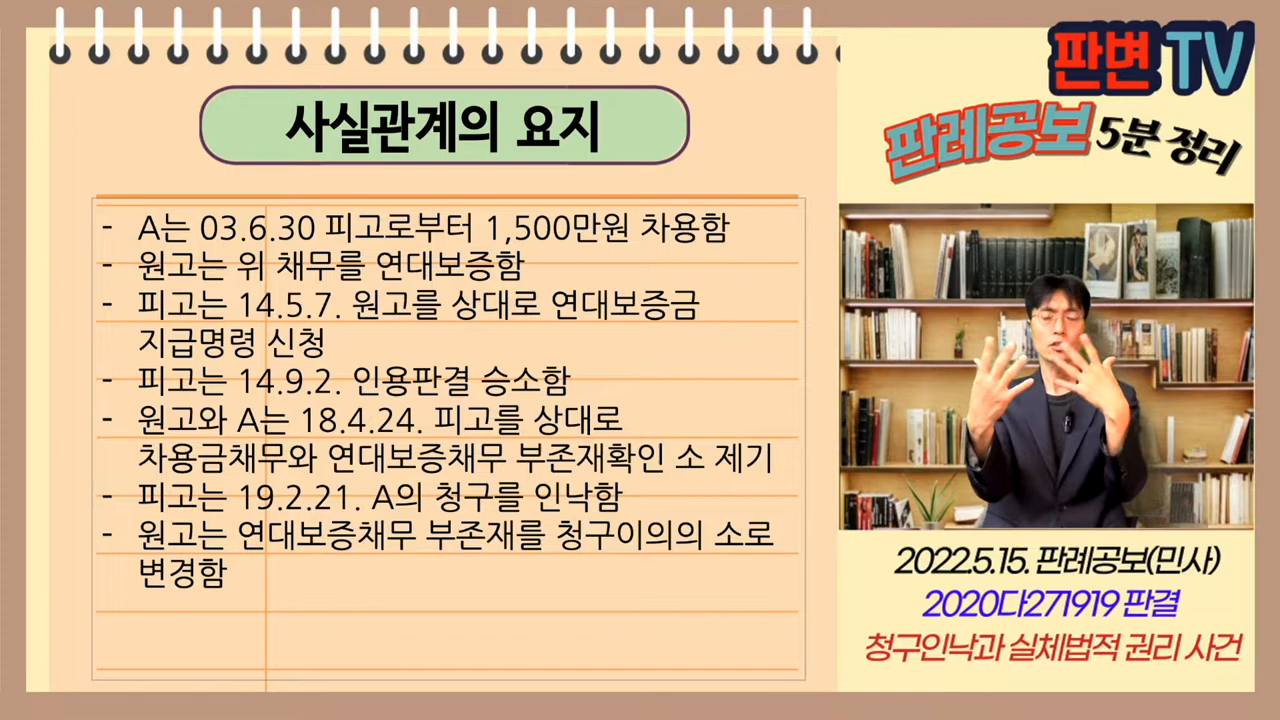 사실관계의 요지
- A는 03.6.30 피고로부터 1,500만원 차용함
- 원고는 위 채무를 연대보증함
- 피고는 14.5.7. 원고를 상대로 연대보증금
지급명령 신청
- 피고는 14.9.2. 인용판결 승소함
- 원고와 A는 18.4.24. 피고를 상대로
차용금채무와 연대보증채무 부존재확인 소 제기
- 피고는 19.2.21. A의 청구를 인낙함
- 원고는 연대보증채무 부존재를 청구이의의 소로
변경함
판변 TV
판례공보 5분 정리
2022.5.15. 판례공보(민사)
2020다271919 판결
청구인낙과 실체법적 권리 사건